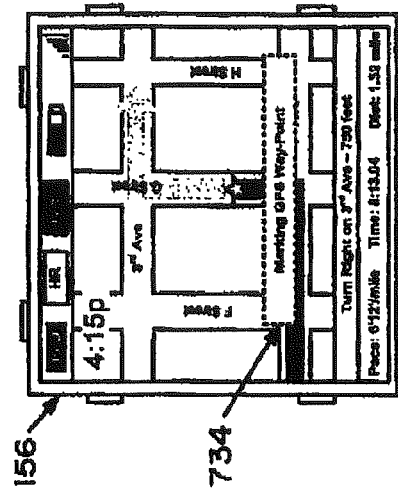 156
734
HR
4:15p
3rd Ave
H Street
F Street
Marking GPS Way-Point
Turn Right on 3rd Ave – 750 feet
Pace: 6'12"/mile Time: 8:13.04 Dist: 1.39 mile